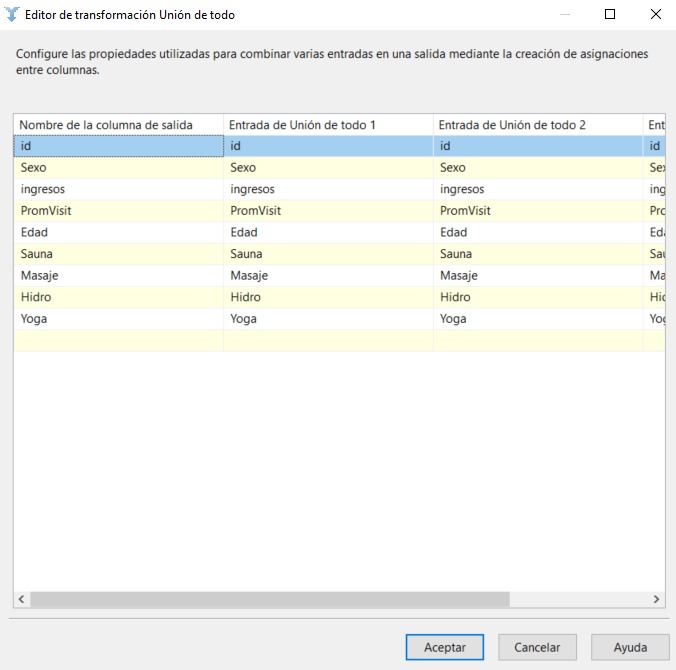 Editor de transformación Unión de todo
Configure las propiedades utilizadas para combinar varias entradas en una salida mediante la creación de asignaciones
entre columnas.
Nombre de la columna de salida Entrada de Unión de todo 1 Entrada de Unión de todo 2 Ent
id id id id
Sexo Sexo Sexo Sex
ingresos ingresos ingresos ing
PromVisit PromVisit PromVisit Pro
Edad Edad Edad Eda
Sauna Sauna Sauna Sau
Masaje Masaje Masaje Ma
Hidro Hidro Hidro Hid
Yoga Yoga Yoga Yog
Aceptar Cancelar Ayuda